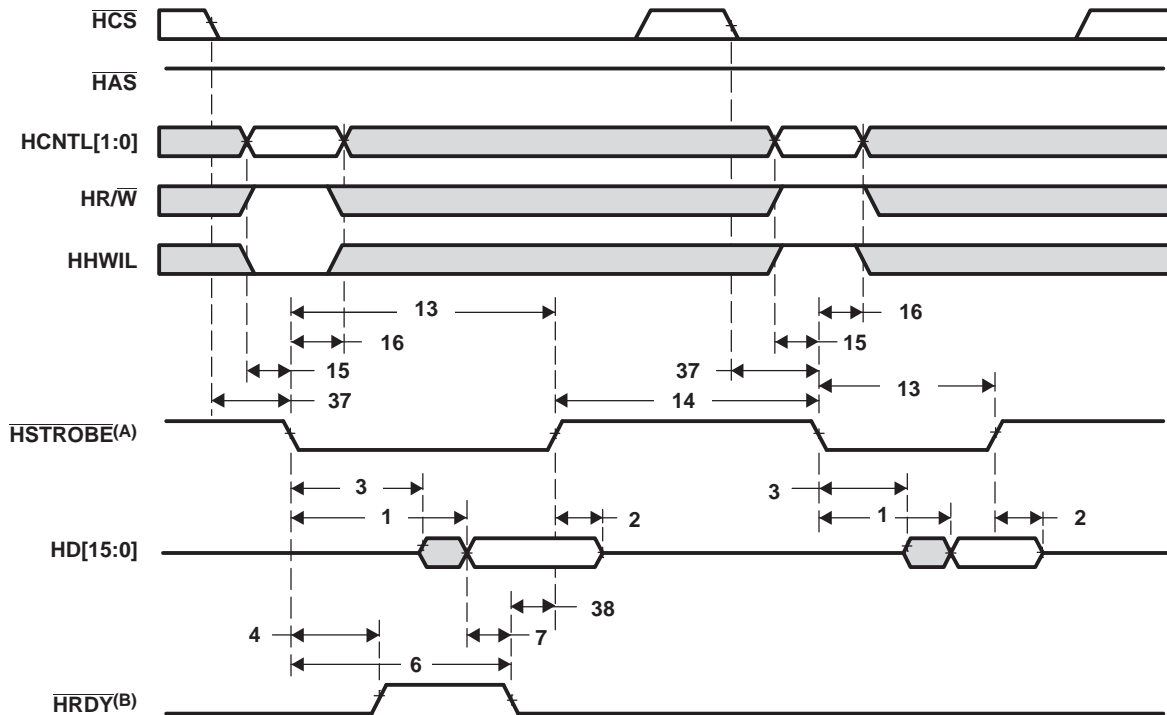 HCS
HAS
HCNTL[1:0]
HR/W
HHWIL
13
16
16
15
15
37
37
13
14
HSTROBE(A)
3
3
1
1
2
2
HD[15:0]
38
4
7
6
HRDY(B)